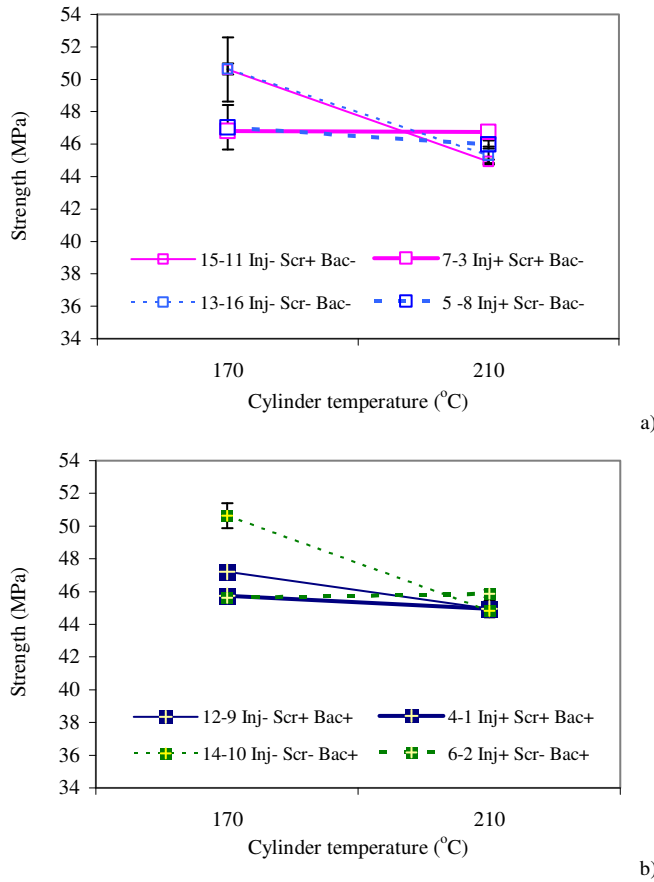 54
52
50
48
46
44
42
40
38
36
34
Strength (MPa)
15-11 Inj- Scr+ Bac-
7-3 Inj+ Scr+ Bac-
13-16 Inj- Scr- Bac-
5 -8 Inj+ Scr- Bac-
170
210
Cylinder temperature (°C)
a)
54
52
50
48
46
44
42
40
38
36
34
Strength (MPa)
12-9 Inj- Scr+ Bac+
4-1 Inj+ Scr+ Bac+
14-10 Inj- Scr- Bac+
6-2 Inj+ Scr- Bac+
170
210
Cylinder temperature (°C)
b)